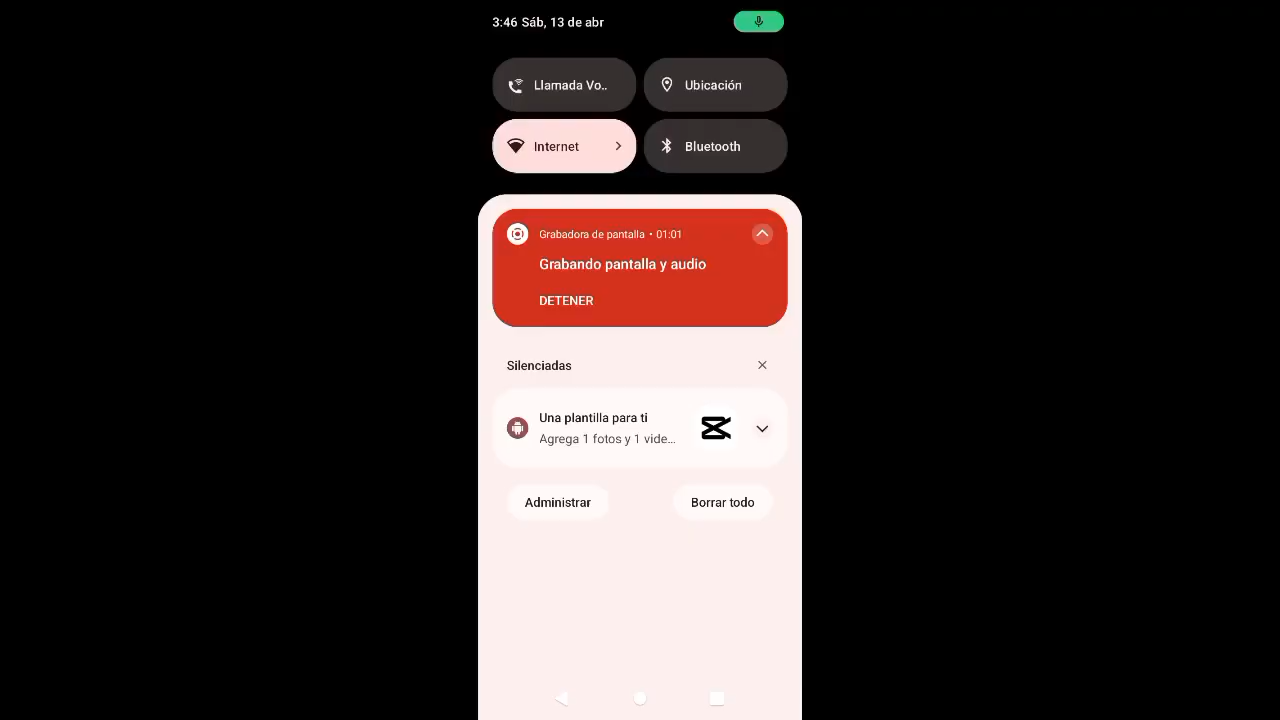 3:46 Sáb, 13 de abr
Llamada Vo..
Ubicación
Internet
Bluetooth
Grabadora de pantalla • 01:01
Grabando pantalla y audio
DETENER
Silenciadas
Una plantilla para ti
Agrega 1 fotos y 1 vide...
Administrar
Borrar todo